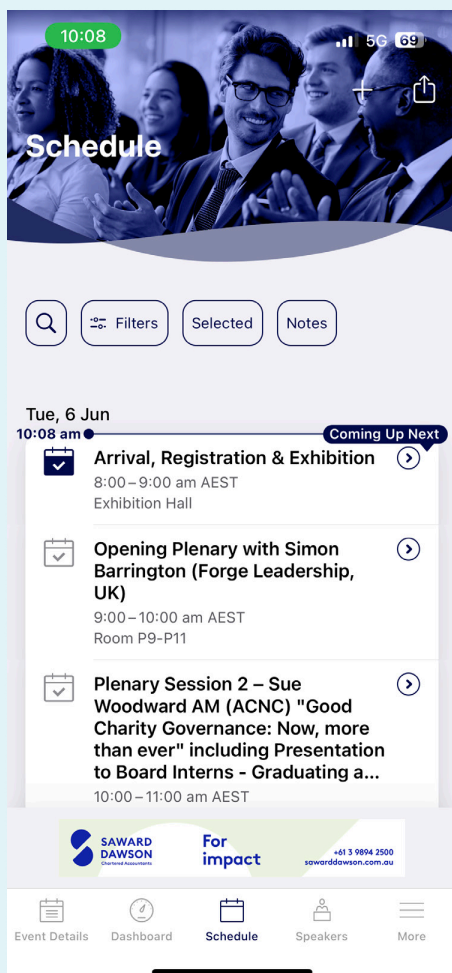 10:08
5G 69
Schedule
Filters
Selected
Notes
Tue, 6 Jun
10:08 am
Coming Up Next
Arrival, Registration & Exhibition
8:00 – 9:00 am AEST
Exhibition Hall
Opening Plenary with Simon
Barrington (Forge Leadership,
UK)
9:00 – 10:00 am AEST
Room P9-P11
Plenary Session 2 – Sue
Woodward AM (ACNC) "Good
Charity Governance: Now, more
than ever" including Presentation
to Board Interns - Graduating a...
10:00 – 11:00 am AEST
SAWARD
DAWSON
Chartered Accountants
For
impact
+61 3 9894 2500
sawarddawson.com.au
Event Details
Dashboard
Schedule
Speakers
More